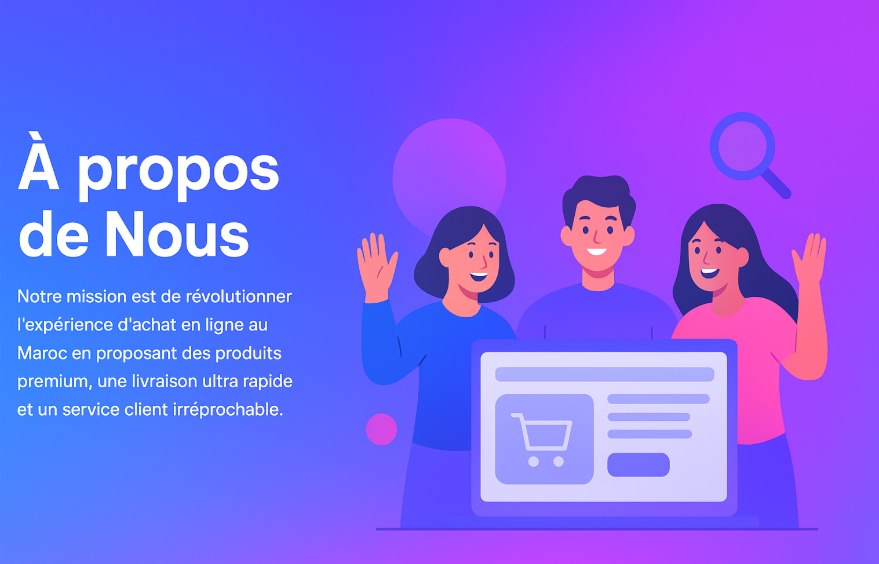 À propos
de Nous
Notre mission est de révolutionner
l'expérience d'achat en ligne au
Maroc en proposant des produits
premium, une livraison ultra rapide
et un service client irréprochable.